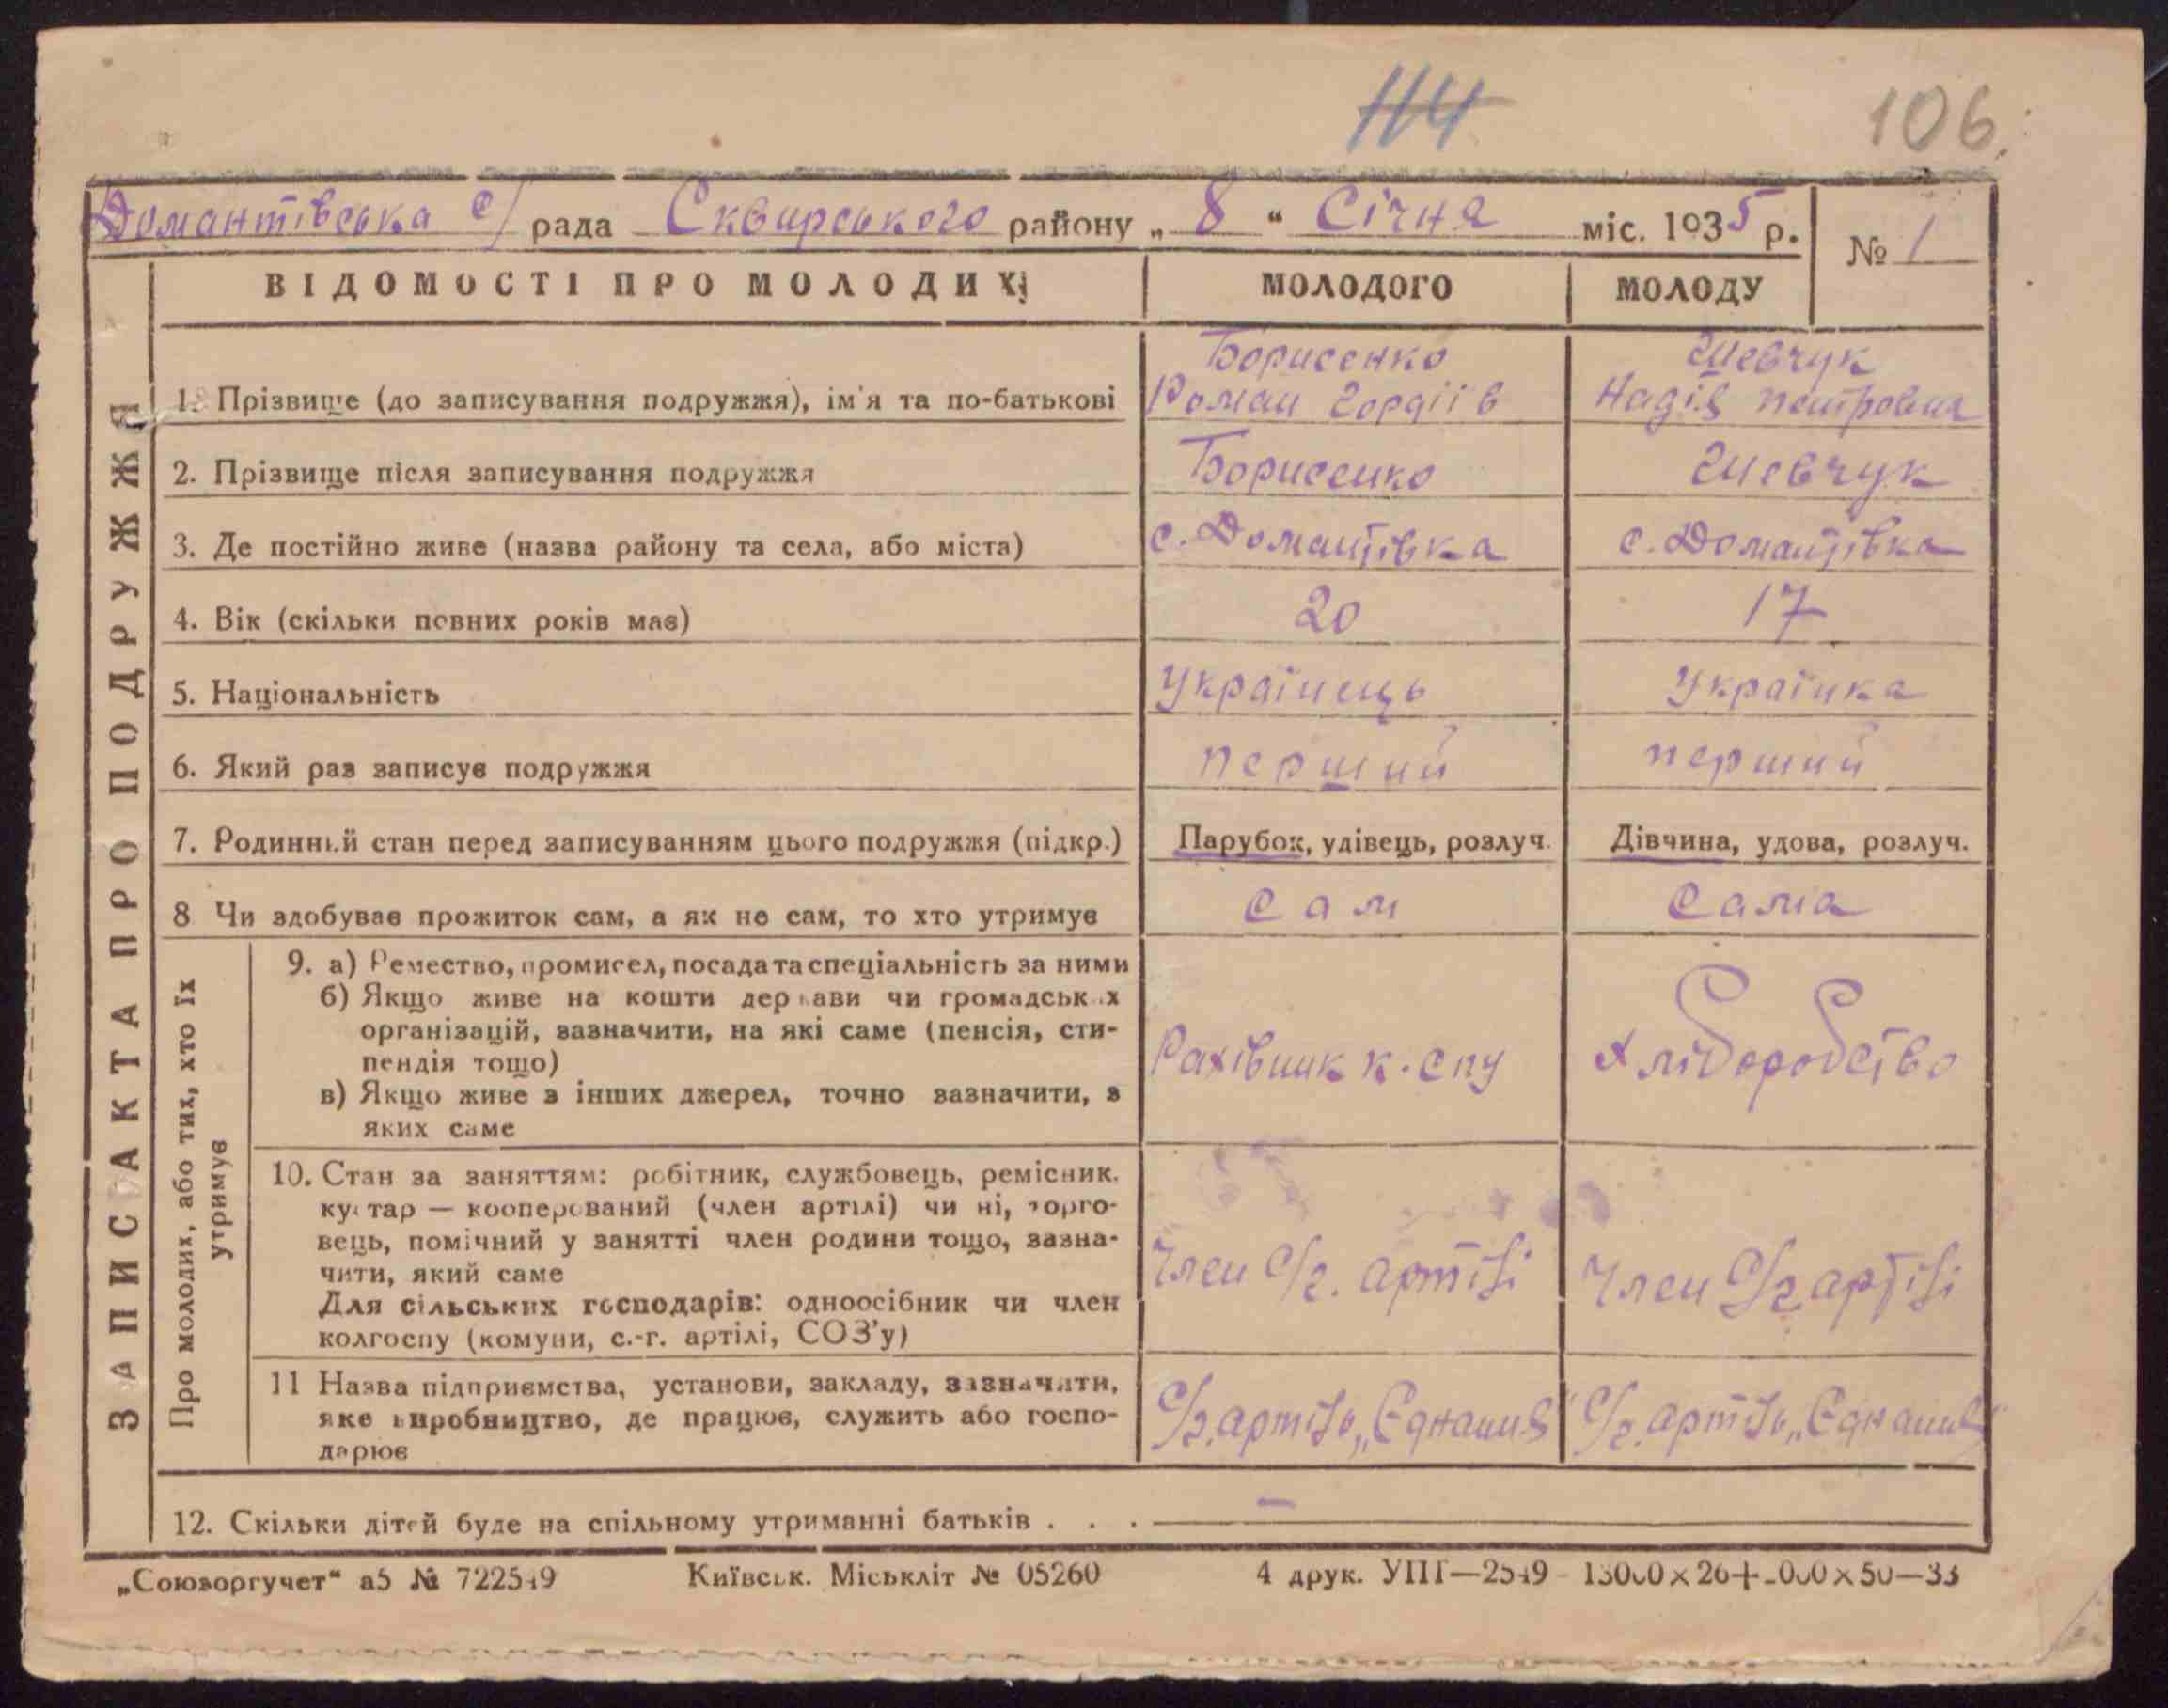 114
106.
Домантівська с/ рада Сквирського району „ 8 “ Січня міс. 1935 р. № 1
ВІДОМОСТІ ПРО МОЛОДИХ МОЛОДОГО МОЛОДУ
Борисенко Шевчук
1. Прізвище (до записування подружжя), ім'я та по-батькові Роман Гордіїв Надія Петровна
2. Прізвище після записування подружжя Борисенко Шевчук
3. Де постійно живе (назва району та села, або міста) с. Домантівка с. Домантівка
4. Вік (скільки повних років має) 20 17
5. Національність Українець Українка
6. Який раз записує подружжя перший перший
7. Родинний стан перед записуванням цього подружжя (підкр.) Парубок, удівець, розлуч. Дівчина, удова, розлуч.
8 Чи здобуває прожиток сам, а як не сам, то хто утримує сам сама
9. а) Ремество, промисел, посада та спеціальність за ними
б) Якщо живе на кошти держави чи громадських
організацій, зазначити, на які саме (пенсія, сти-
пендія тощо)
в) Якщо живе з інших джерел, точно зазначити, з
яких саме
Рахівник к.спу Хліборобство
10. Стан за заняттям: робітник, службовець, ремісник,
кустар — кооперований (член артілі) чи ні, торго-
вець, помічний у занятті член родини тощо, зазна-
чити, який саме
Для сільських господарів: одноосібник чи член
колгоспу (комуни, с.-г. артілі, СОЗ'у)
Член С/г. артілі Член С/г артілі
11 Назва підприємства, установи, закладу, зазначити,
яке виробництво, де працює, служить або госпо-
дарює
С/г. артіль „Єднання" С/г. артіль „Єднання"
12. Скільки дітей буде на спільному утриманні батьків . . . —
Про молодих, або тих, хто їх
утримує
ЗАПИС АКТА ПРО ПОДРУЖЖЯ
„Союзоргучет“ а5 № 722549 Київськ. Міськліт № 05260 4 друк. УПП—2549